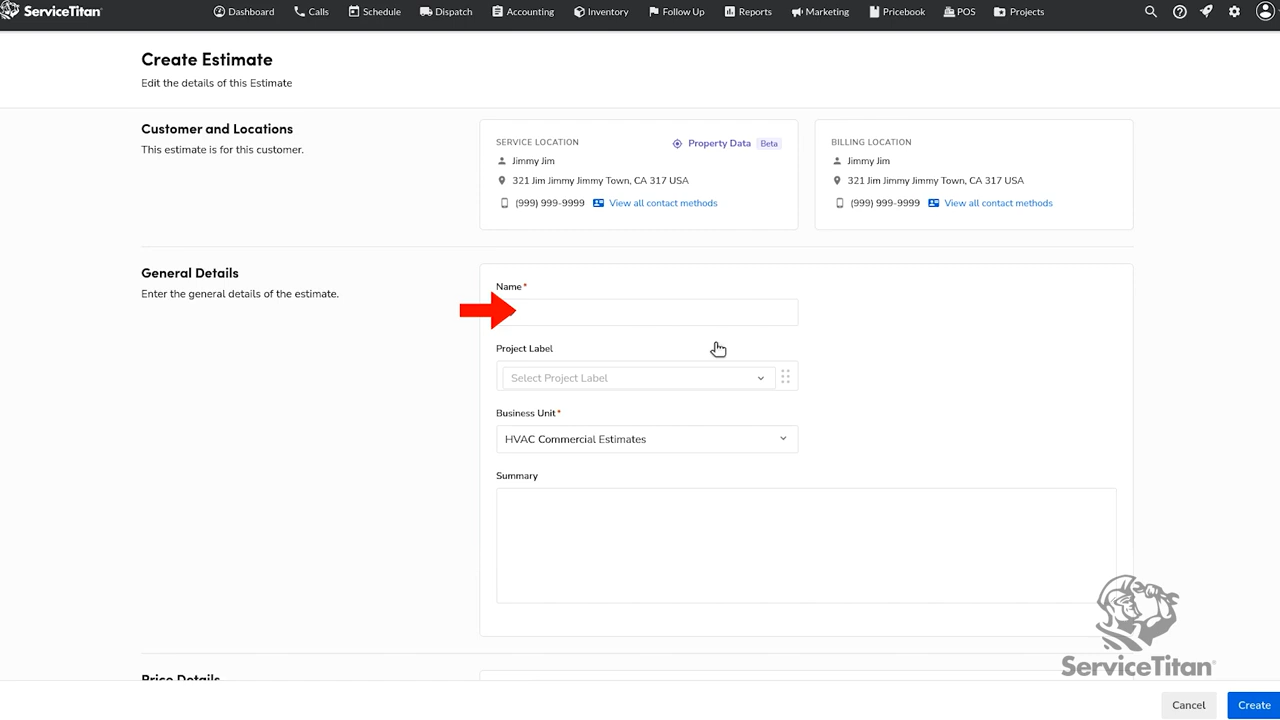 ServiceTitan
Dashboard Calls Schedule Dispatch Accounting Inventory Follow Up Reports Marketing Pricebook POS Projects
Create Estimate
Edit the details of this Estimate
Customer and Locations
This estimate is for this customer.
SERVICE LOCATION
Property Data Beta
Jimmy Jim
321 Jim Jimmy Jimmy Town, CA 317 USA
(999) 999-9999 View all contact methods
BILLING LOCATION
Jimmy Jim
321 Jim Jimmy Jimmy Town, CA 317 USA
(999) 999-9999 View all contact methods
General Details
Enter the general details of the estimate.
Name*
Project Label
Select Project Label
Business Unit*
HVAC Commercial Estimates
Summary
ServiceTitan
Price Details
Cancel Create